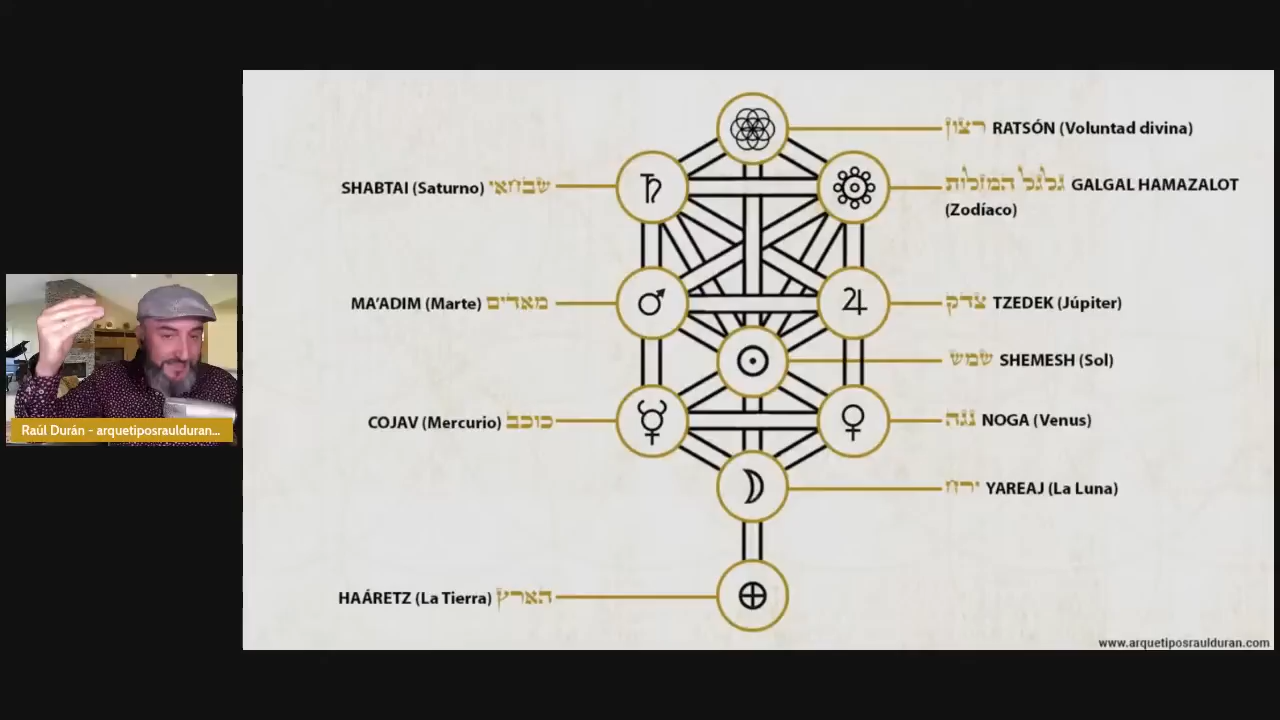 רצון RATSÓN (Voluntad divina)
SHABTAI (Saturno) שבתאי
גלגל המזלות GALGAL HAMAZALOT
(Zodíaco)
MA'ADIM (Marte) מאדים
צדק TZEDEK (Júpiter)
שמש SHEMESH (Sol)
COJAV (Mercurio) כוכב
נגה NOGA (Venus)
Raúl Durán - arquetiposraulduran...
ירח YAREAJ (La Luna)
HAÁRETZ (La Tierra) הארץ
www.arquetiposraulduran.com